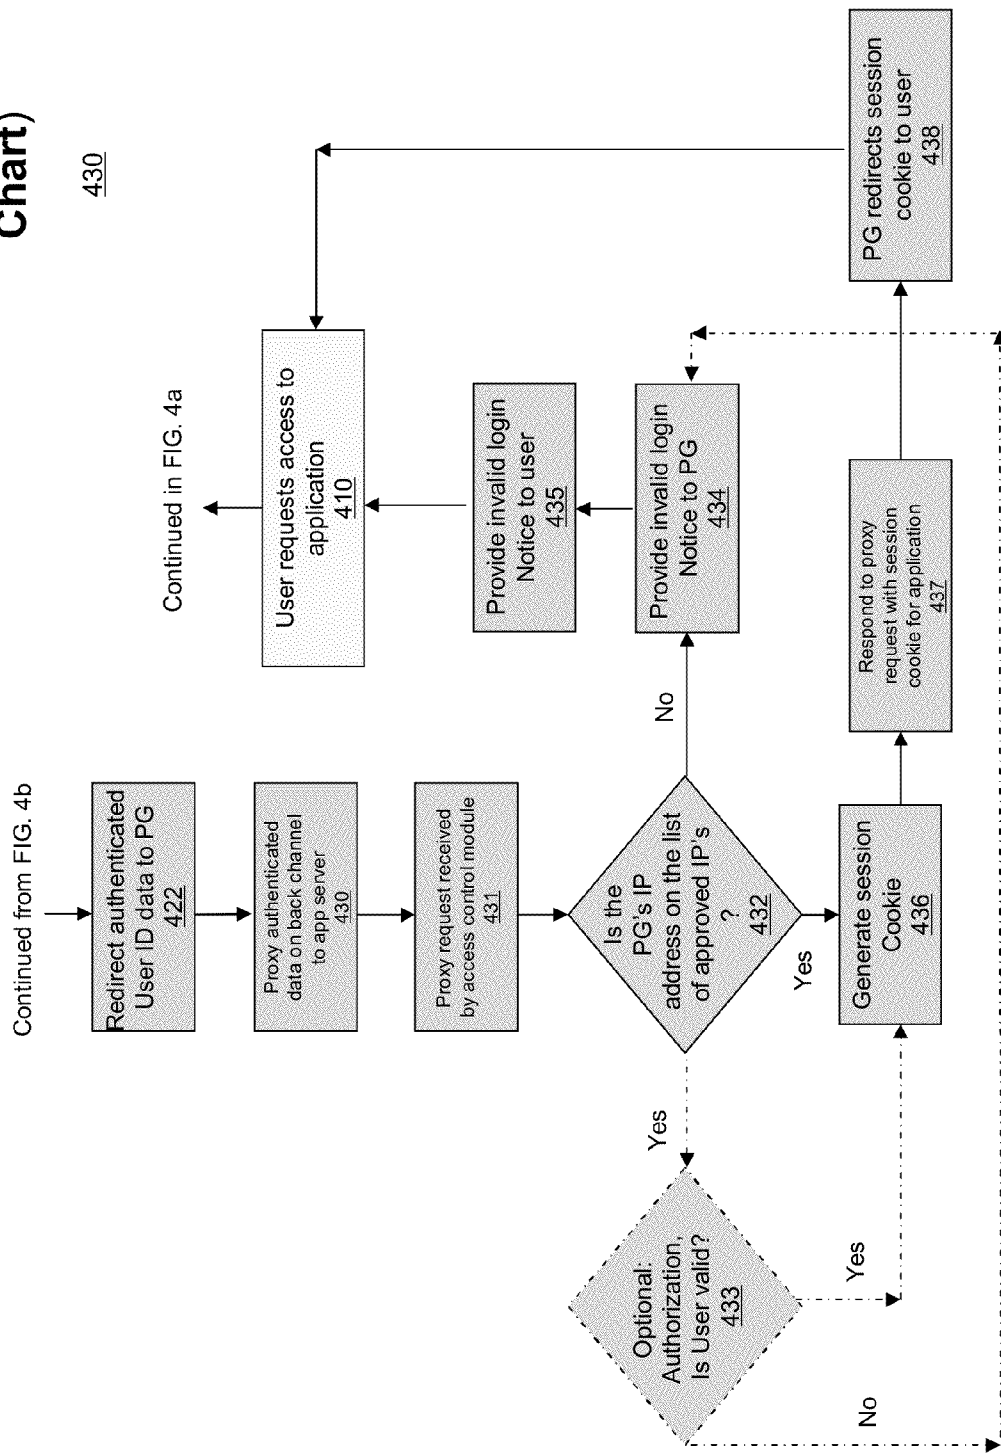 Chart)
430
Continued from FIG. 4b
Redirect authenticated
User ID data to PG
422
Proxy authenticated
data on back channel
to app server
430
Proxy request received
by access control module
431
Is the
PG's IP
address on the list
of approved IP's
?
432
No
Yes
Yes
Optional:
Authorization,
Is User valid?
433
Yes
No
Generate session
Cookie
436
Respond to proxy
request with session
cookie for application
437
PG redirects session
cookie to user
438
Provide invalid login
Notice to PG
434
Provide invalid login
Notice to user
435
User requests access to
application
410
Continued in FIG. 4a